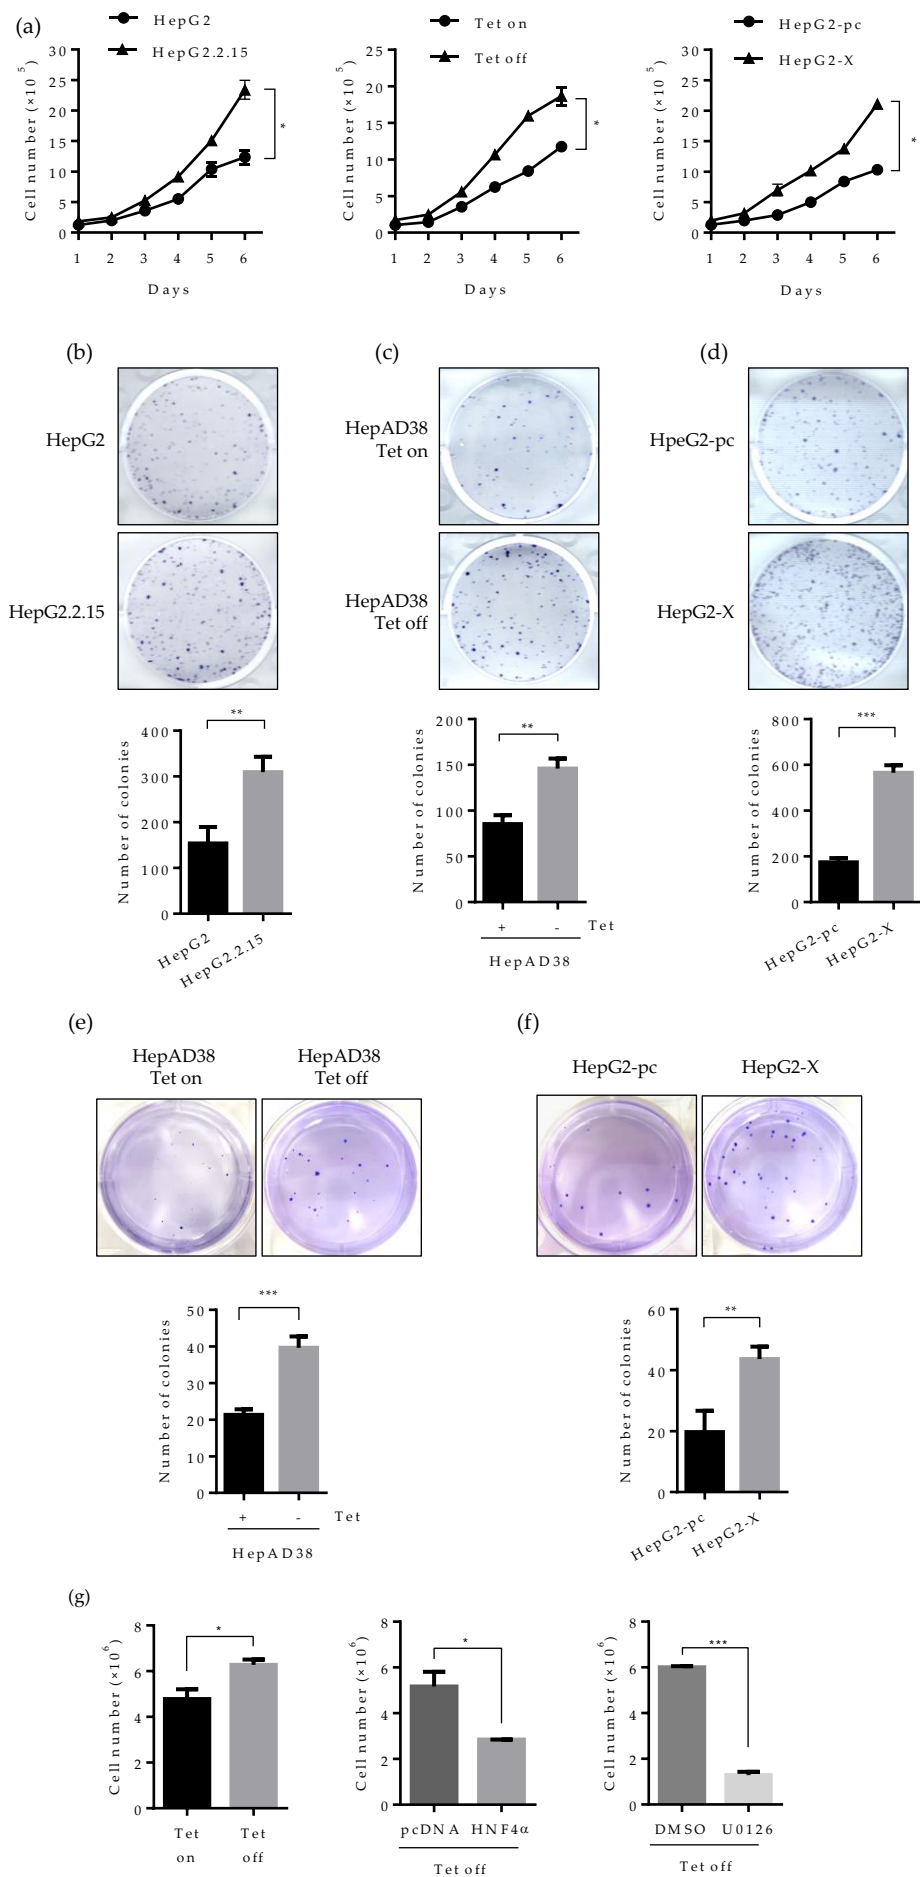 (a)
HepG2
HepG2.2.15
Cell number (×10 5)
30
25
20
15
10
5
0
1 2 3 4 5 6
Days
*
Tet on
Tet off
Cell number (×10 5)
25
20
15
10
5
0
1 2 3 4 5 6
Days
*
HepG2-pc
HepG2-X
Cell number (×10 5)
30
25
20
15
10
5
0
1 2 3 4 5 6
Days
*
(b)
HepG2
HepG2.2.15
**
Number of colonies
400
300
200
100
0
HepG2
HepG2.2.15
(c)
HepAD38
Tet on
HepAD38
Tet off
**
Number of colonies
200
150
100
50
0
+ - Tet
HepAD38
(d)
HpeG2-pc
HepG2-X
***
Number of colonies
800
600
400
200
0
HepG2-pc
HepG2-X
(e)
HepAD38
Tet on
HepAD38
Tet off
***
Number of colonies
50
40
30
20
10
0
+ - Tet
HepAD38
(f)
HepG2-pc
HepG2-X
**
Number of colonies
60
40
20
0
HepG2-pc
HepG2-X
(g)
Cell number (×10⁶)
8
6
4
2
0
*
Tet
on
Tet
off
Cell number (×10⁶)
8
6
4
2
0
*
pcDNA HNF4α
Tet off
Cell number (×10⁶)
8
6
4
2
0
***
DMSO U0126
Tet off